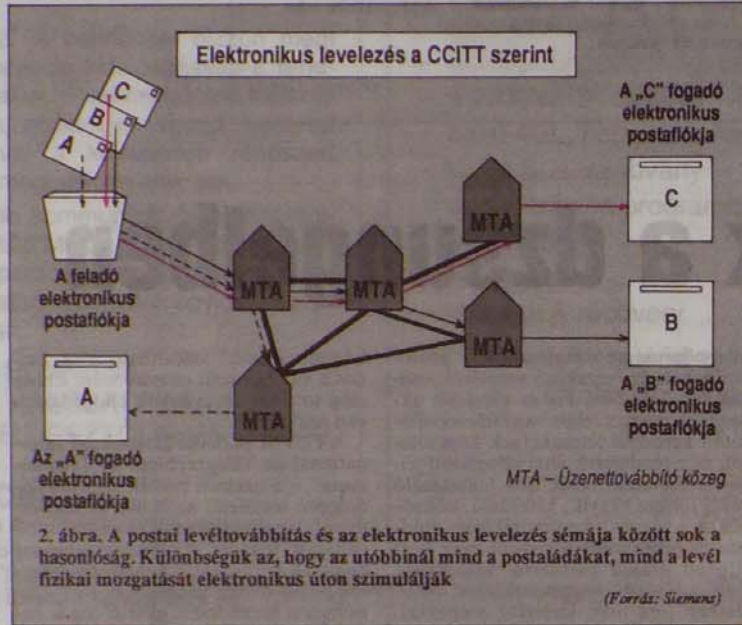 Elektronikus levelezés a CCITT szerint
C
B
A
A feladó
elektronikus
postafiókja
MTA
MTA
MTA
MTA
MTA
A „C” fogadó
elektronikus
postafiókja
C
B
A „B” fogadó
elektronikus
postafiókja
A
Az „A” fogadó
elektronikus
postafiókja
MTA – Üzenettovábbító közeg
2. ábra. A postai levéltovábbítás és az elektronikus levelezés sémája között sok a
hasonlóság. Különbségük az, hogy az utóbbinál mind a postaládákat, mind a levél
fizikai mozgatását elektronikus úton szimulálják
(Forrás: Siemens)